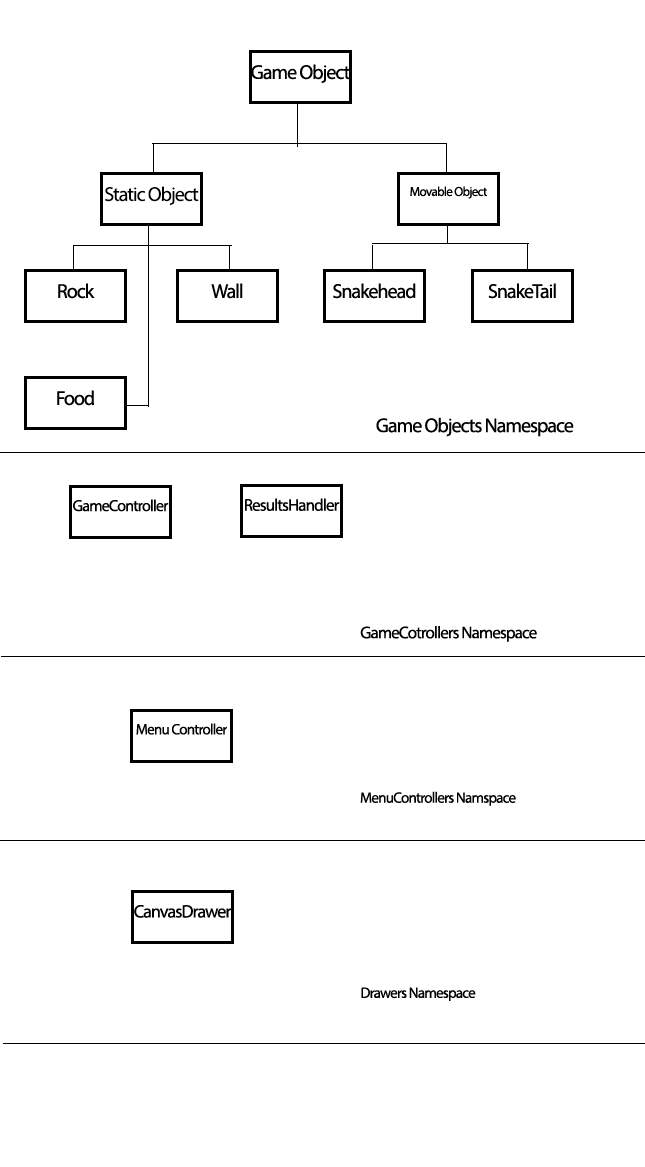 Game Object
Static Object
Movable Object
Rock
Wall
Snakehead
SnakeTail
Food
Game Objects Namespace
GameController
ResultsHandler
GameCotrollers Namespace
Menu Controller
MenuControllers Namspace
CanvasDrawer
Drawers Namespace